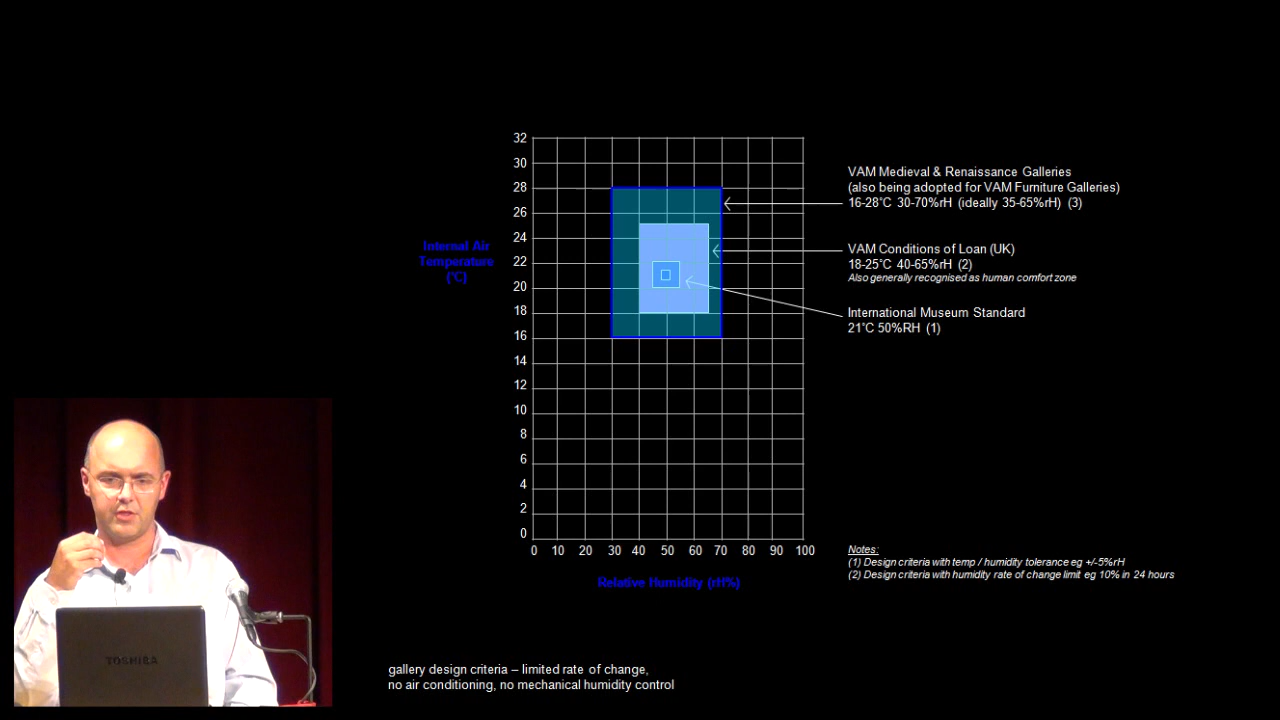 32
30
28
26
24
22
20
18
16
14
12
10
8
6
4
2
0
0 10 20 30 40 50 60 70 80 90 100
Internal Air
Temperature
(°C)
Relative Humidity (rH%)
VAM Medieval & Renaissance Galleries
(also being adopted for VAM Furniture Galleries)
16-28°C 30-70%rH (ideally 35-65%rH) (3)
VAM Conditions of Loan (UK)
18-25°C 40-65%rH (2)
Also generally recognised as human comfort zone
International Museum Standard
21°C 50%RH (1)
Notes:
(1) Design criteria with temp / humidity tolerance eg +/-5%rH
(2) Design criteria with humidity rate of change limit eg 10% in 24 hours
TOSHIBA
gallery design criteria – limited rate of change,
no air conditioning, no mechanical humidity control